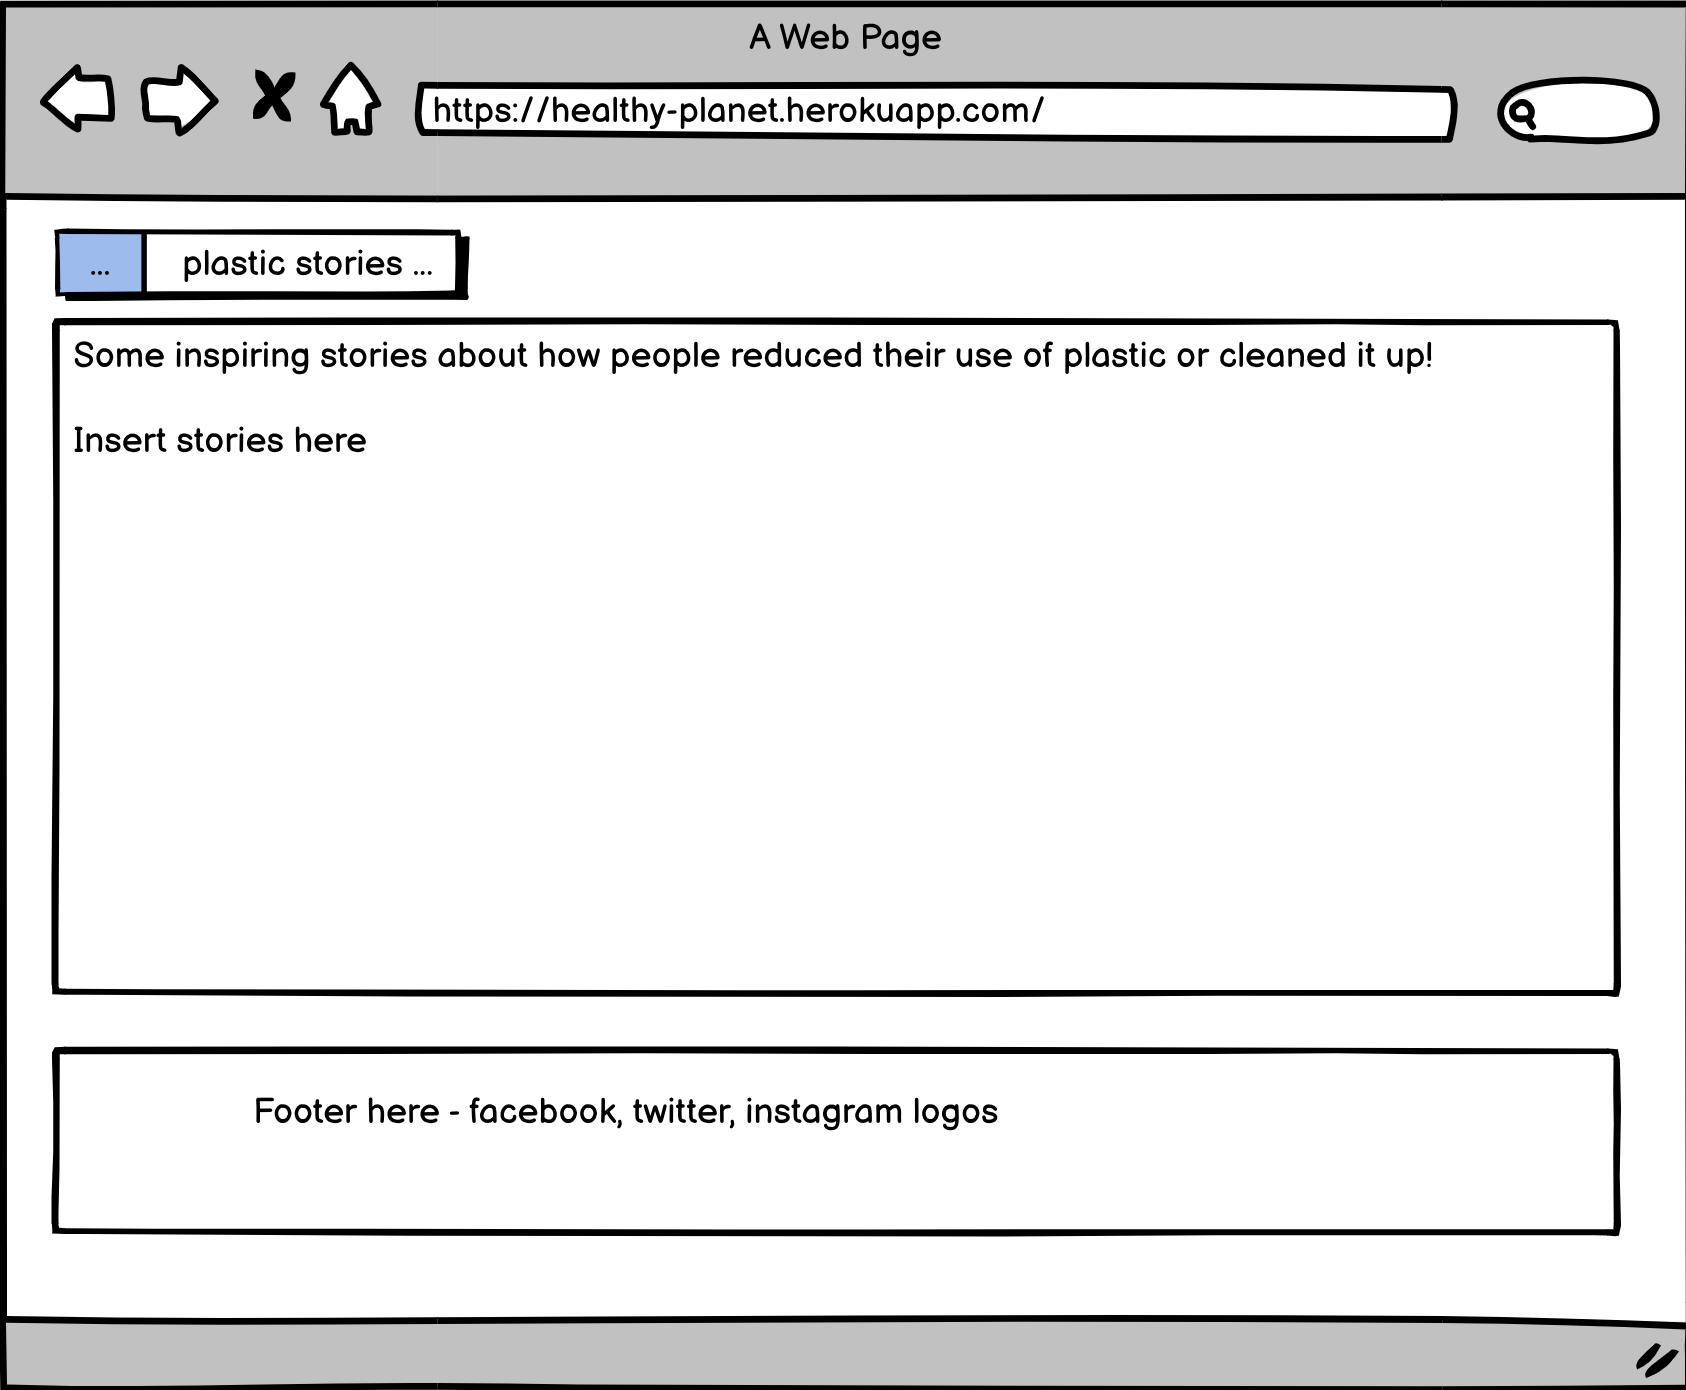 A Web Page
https://healthy-planet.herokuapp.com/
... plastic stories ...
Some inspiring stories about how people reduced their use of plastic or cleaned it up!
Insert stories here
Footer here - facebook, twitter, instagram logos